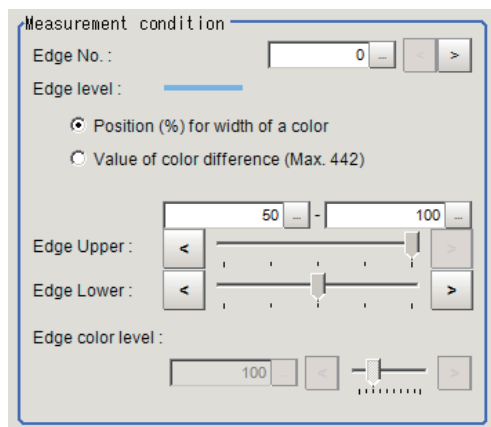 Measurement condition
Edge No. : 0 ... < >
Edge level :
Position (%) for width of a color
Value of color difference (Max. 442)
50 ... - 100 ...
Edge Upper : < >
Edge Lower : < >
Edge color level :
100 ... < >